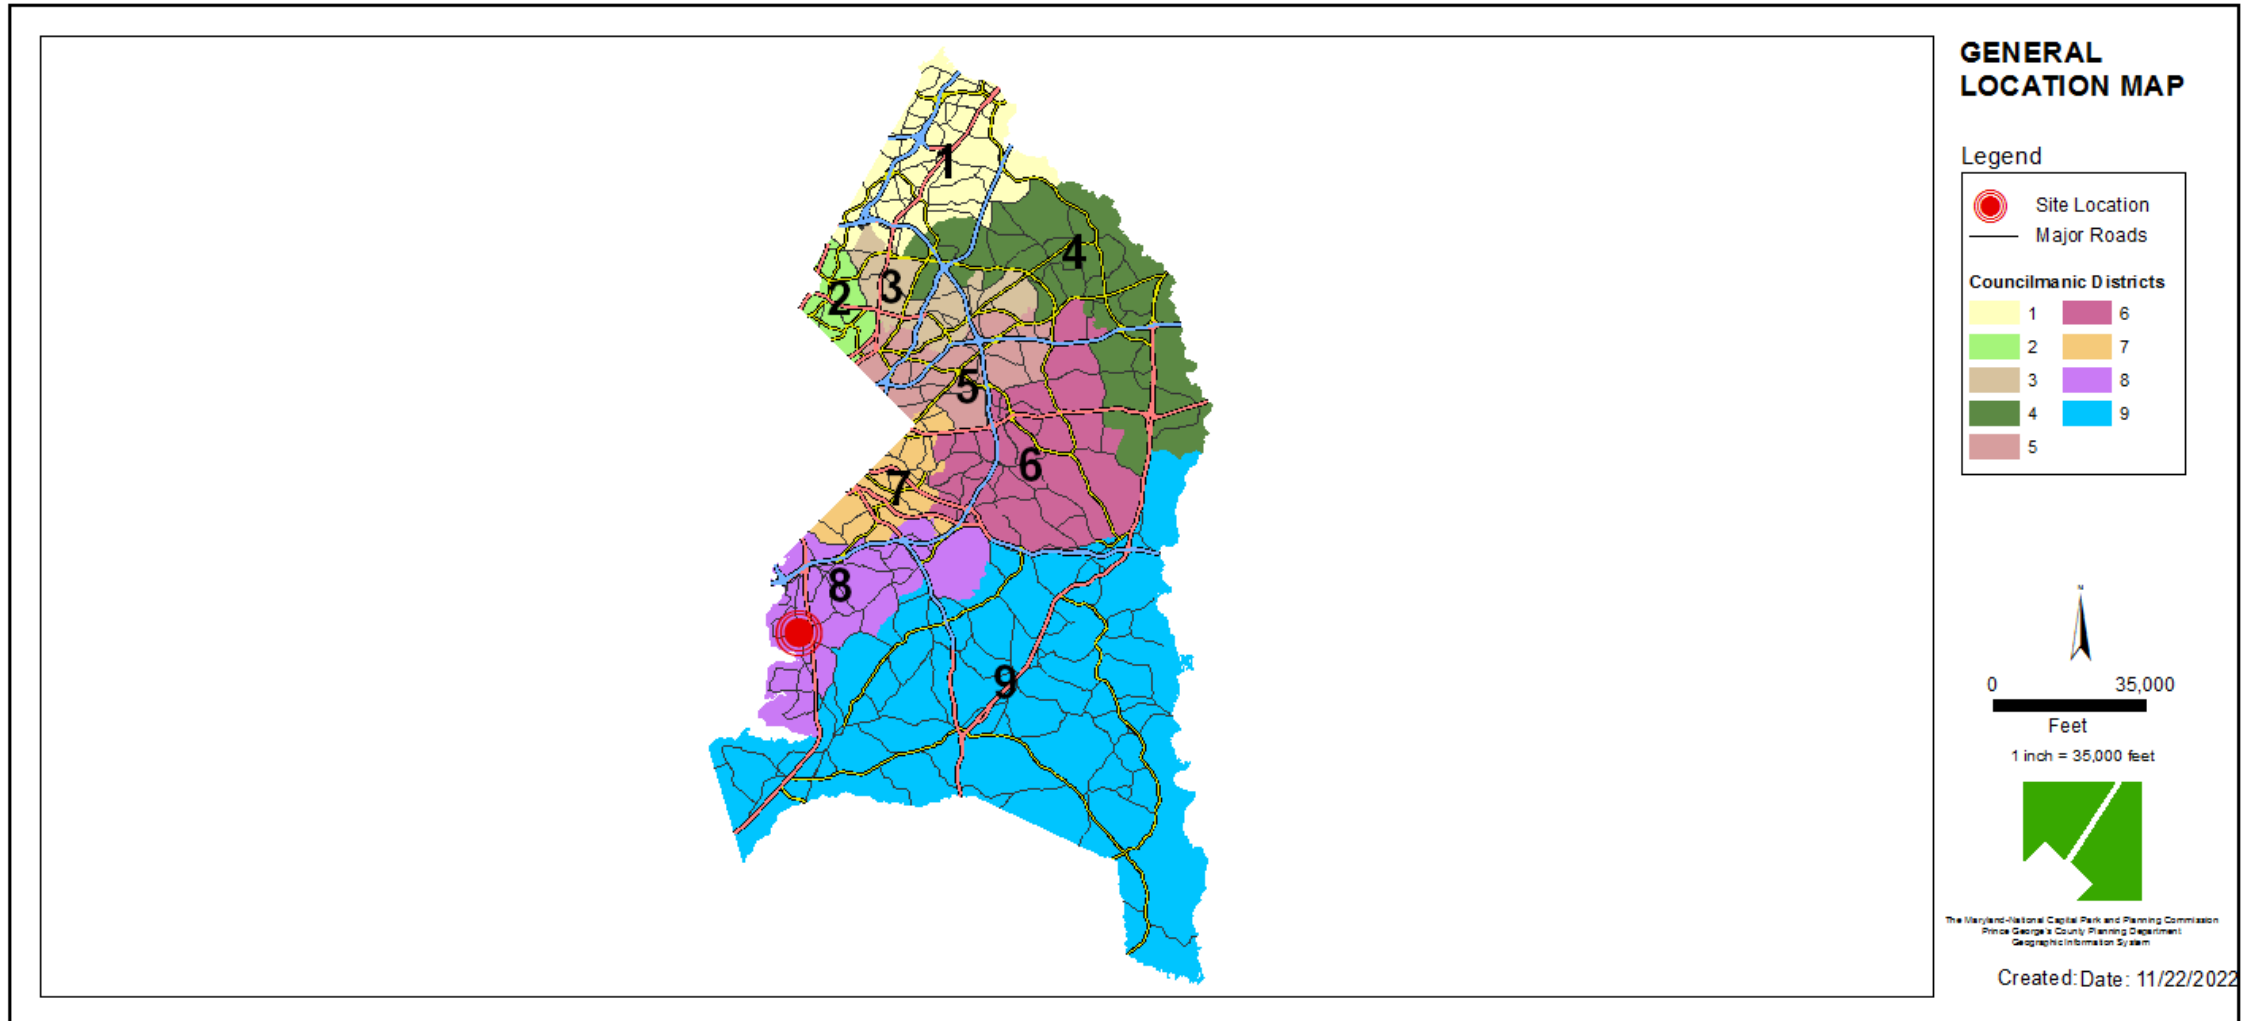 GENERAL
LOCATION MAP
Legend
Site Location
Major Roads
Councilmanic Districts
1 6
2 7
3 8
4 9
5
1
4
3
2
5
6
7
8
9
N
0 35,000
Feet
1 inch = 35,000 feet
The Maryland-National Capital Park and Planning Commission
Prince George's County Planning Department
Geographic Information System
Created: Date: 11/22/2022